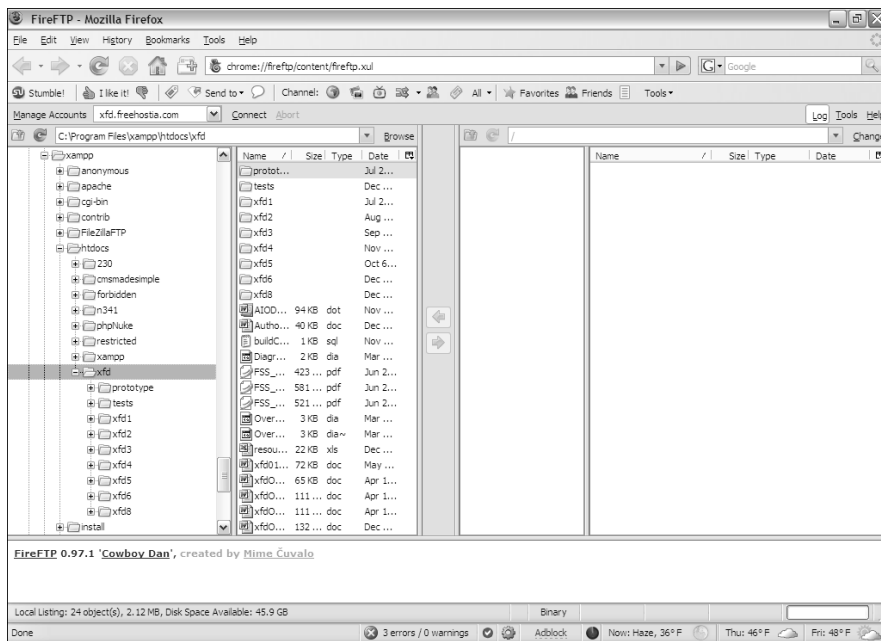 FireFTP - Mozilla Firefox
File Edit View History Bookmarks Tools Help
chrome://fireftp/content/fireftp.xul
G Google
Stumble! I like it! Send to Channel: All Favorites Friends Tools
Manage Accounts xfd.freehostia.com Connect Abort Log Tools Help
C:\Program Files\xampp\htdocs\xfd Browse / Change
xampp
anonymous
apache
cgi-bin
contrib
FileZillaFTP
htdocs
230
cmsmadesimple
forbidden
n341
phpNuke
restricted
xampp
xfd
prototype
tests
xfd1
xfd2
xfd3
xfd4
xfd5
xfd6
xfd8
install
Name / Size Type Date
protot... Jul 2...
tests Dec ...
xfd1 Jul 2...
xfd2 Aug ...
xfd3 Sep ...
xfd4 Nov ...
xfd5 Oct 6...
xfd6 Dec ...
xfd8 Dec ...
AIOD... 94 KB dot Nov ...
Autho... 40 KB doc Dec ...
buildC... 1 KB sql Nov ...
Diagr... 2 KB dia Mar ...
FSS_... 423 ... pdf Jun 2...
FSS_... 581 ... pdf Jun 2...
FSS_... 521 ... pdf Jun 2...
Over... 3 KB dia Mar ...
Over... 3 KB dia~ Mar ...
resou... 22 KB xls Dec ...
xfd01... 72 KB doc May ...
xfdO... 65 KB doc Apr 1...
xfdO... 111 ... doc Apr 1...
xfdO... 111 ... doc Apr 1...
xfdO... 132 ... doc Dec ...
Name / Size Type Date
FireFTP 0.97.1 'Cowboy Dan', created by Mime Čuvalo
Local Listing: 24 object(s), 2.12 MB, Disk Space Available: 45.9 GB Binary
Done 3 errors / 0 warnings Adblock Now: Haze, 36° F Thu: 46° F Fri: 48° F